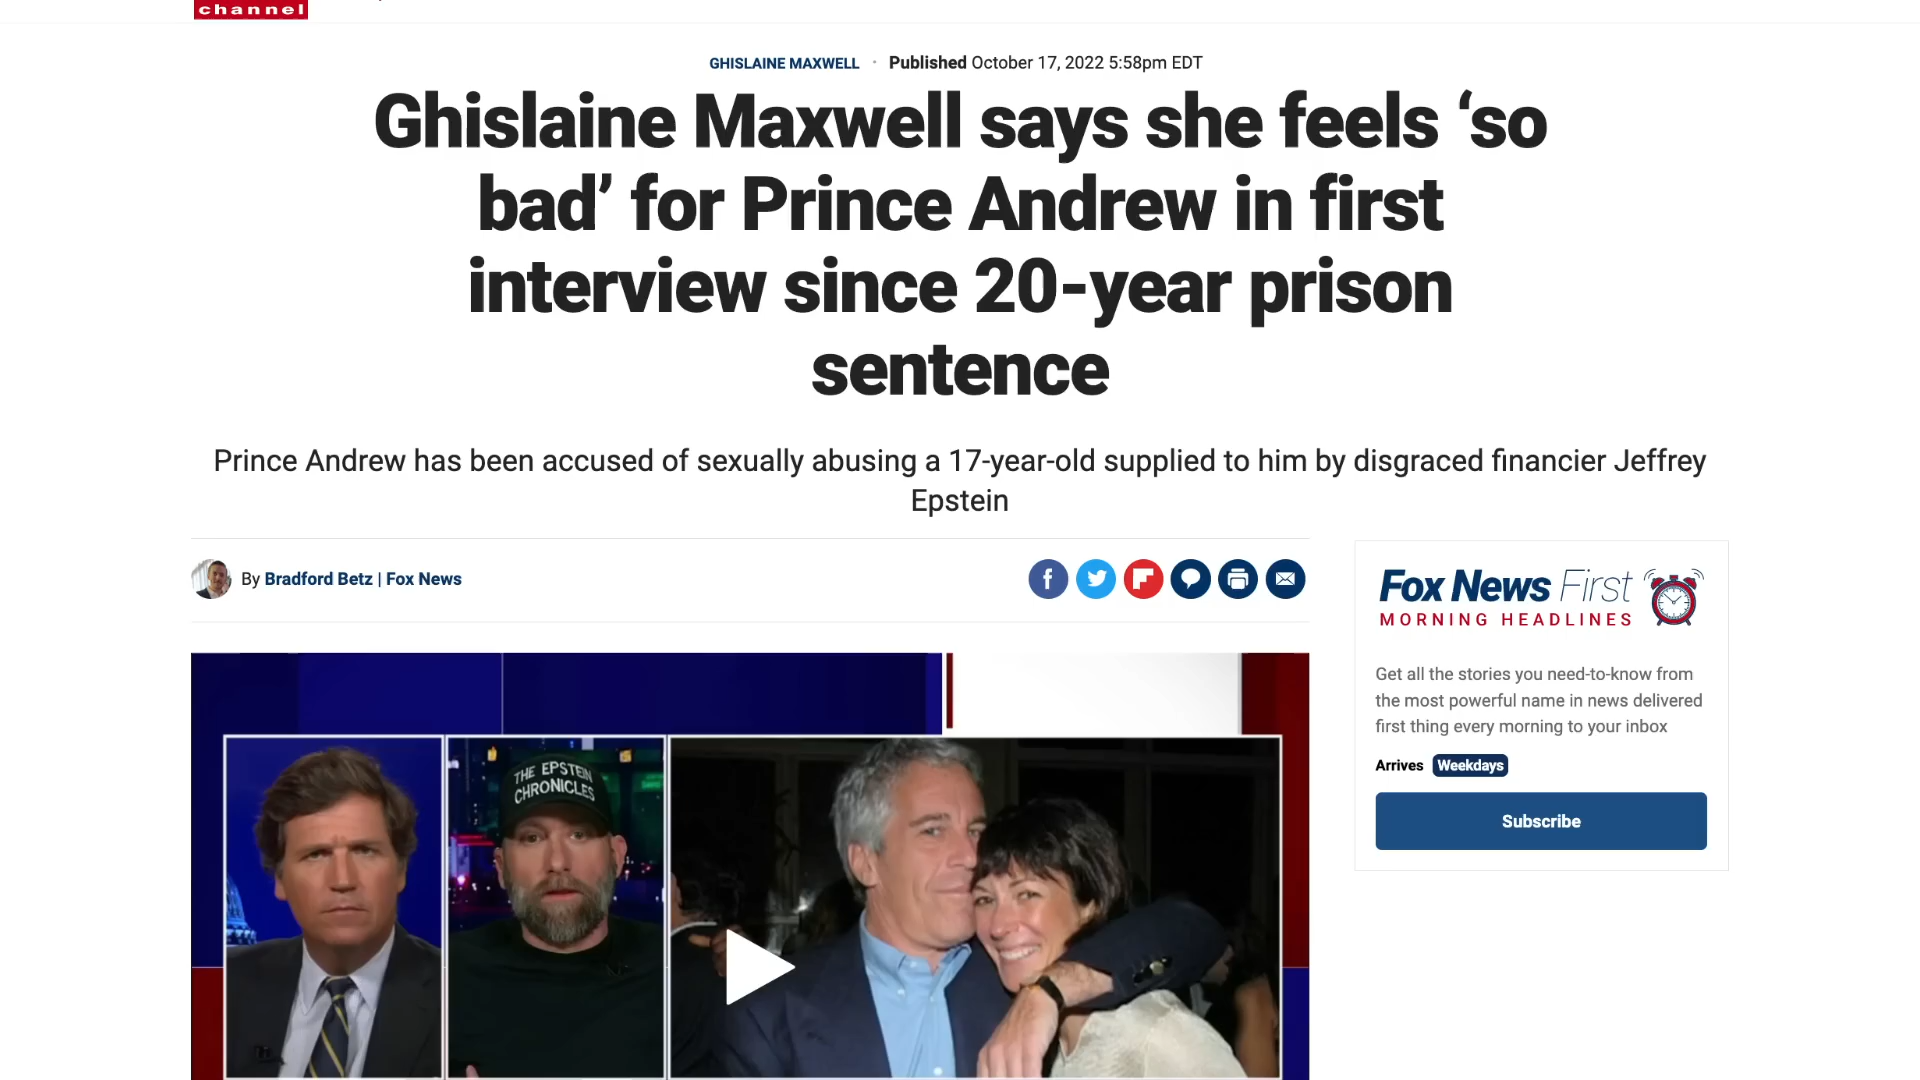 channel
GHISLAINE MAXWELL · Published October 17, 2022 5:58pm EDT
Ghislaine Maxwell says she feels ‘so
bad’ for Prince Andrew in first
interview since 20-year prison
sentence
Prince Andrew has been accused of sexually abusing a 17-year-old supplied to him by disgraced financier Jeffrey
Epstein
By Bradford Betz | Fox News
Fox News First
MORNING HEADLINES
Get all the stories you need-to-know from
the most powerful name in news delivered
first thing every morning to your inbox
Arrives Weekdays
Subscribe
THE EPSTEIN
CHRONICLES